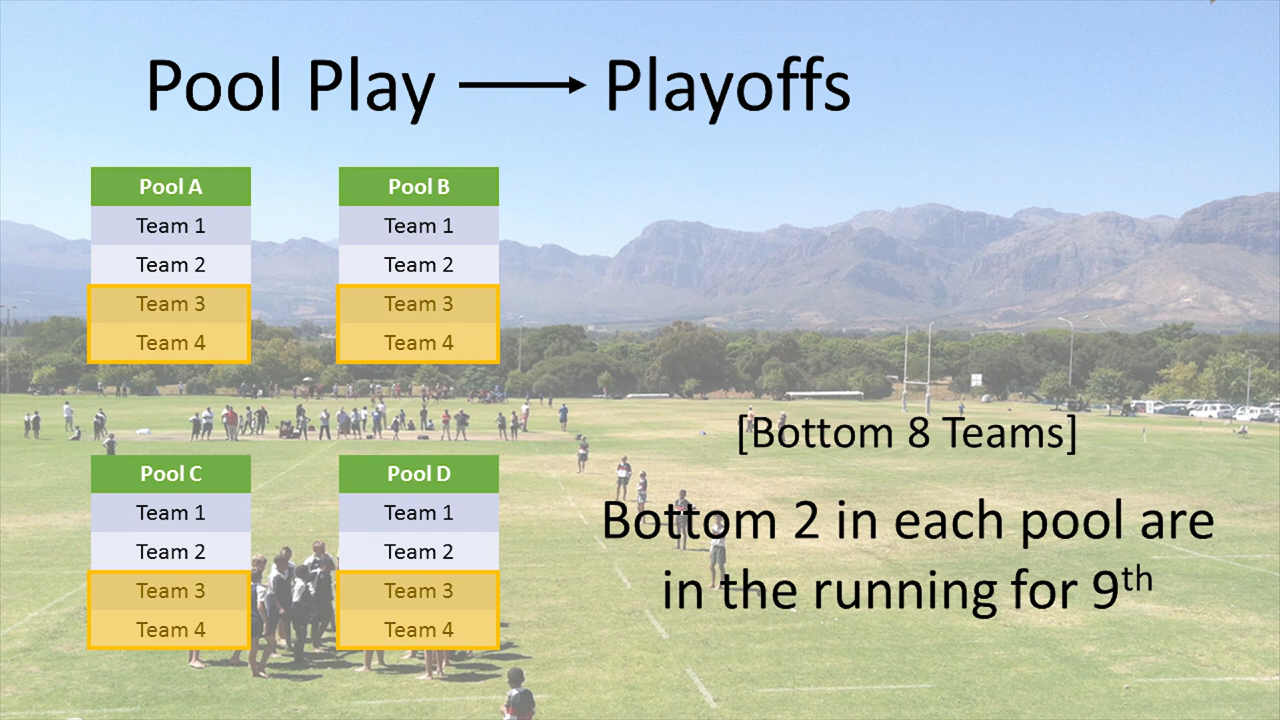 Pool Play → Playoffs
Pool A
Team 1
Team 2
Team 3
Team 4
Pool B
Team 1
Team 2
Team 3
Team 4
Pool C
Team 1
Team 2
Team 3
Team 4
Pool D
Team 1
Team 2
Team 3
Team 4
[Bottom 8 Teams]
Bottom 2 in each pool are
in the running for 9th